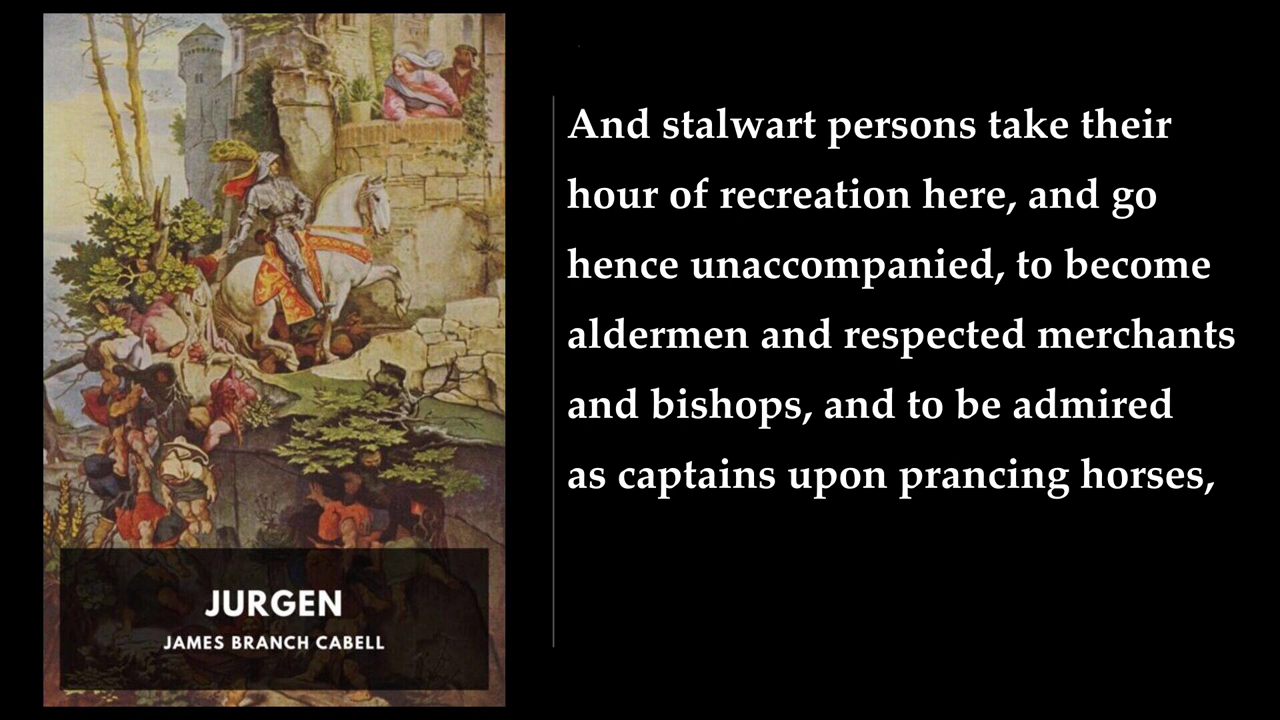 And stalwart persons take their
hour of recreation here, and go
hence unaccompanied, to become
aldermen and respected merchants
and bishops, and to be admired
as captains upon prancing horses,
JURGEN
JAMES BRANCH CABELL